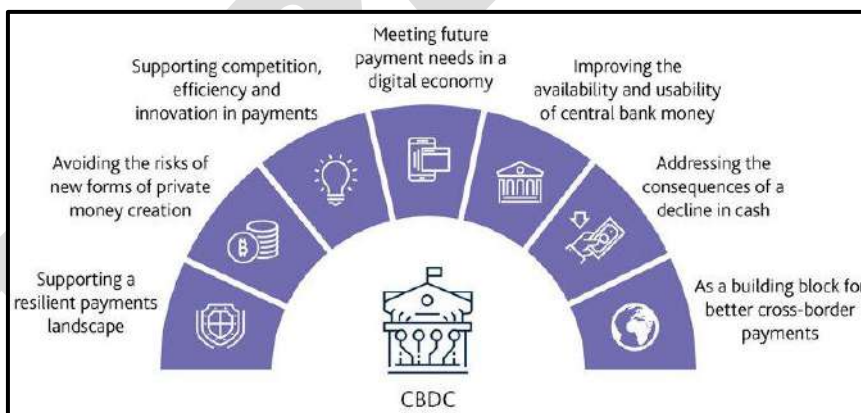 Supporting a
resilient payments
landscape
Avoiding the risks of
new forms of private
money creation
Supporting competition,
efficiency and
innovation in payments
Meeting future
payment needs in a
digital economy
Improving the
availability and usability
of central bank money
Addressing the
consequences of a
decline in cash
As a building block for
better cross-border
payments
CBDC